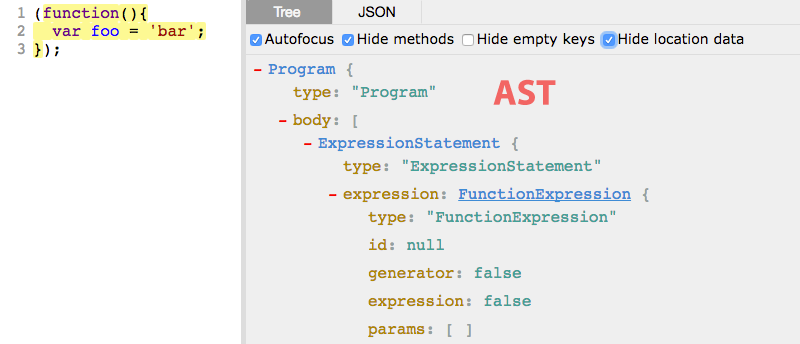 1 (function(){
2   var foo = 'bar';
3 });
Tree JSON
Autofocus Hide methods Hide empty keys Hide location data
- Program {
type: "Program"
AST
- body: [
- ExpressionStatement {
type: "ExpressionStatement"
- expression: FunctionExpression {
type: "FunctionExpression"
id: null
generator: false
expression: false
params: [ ]